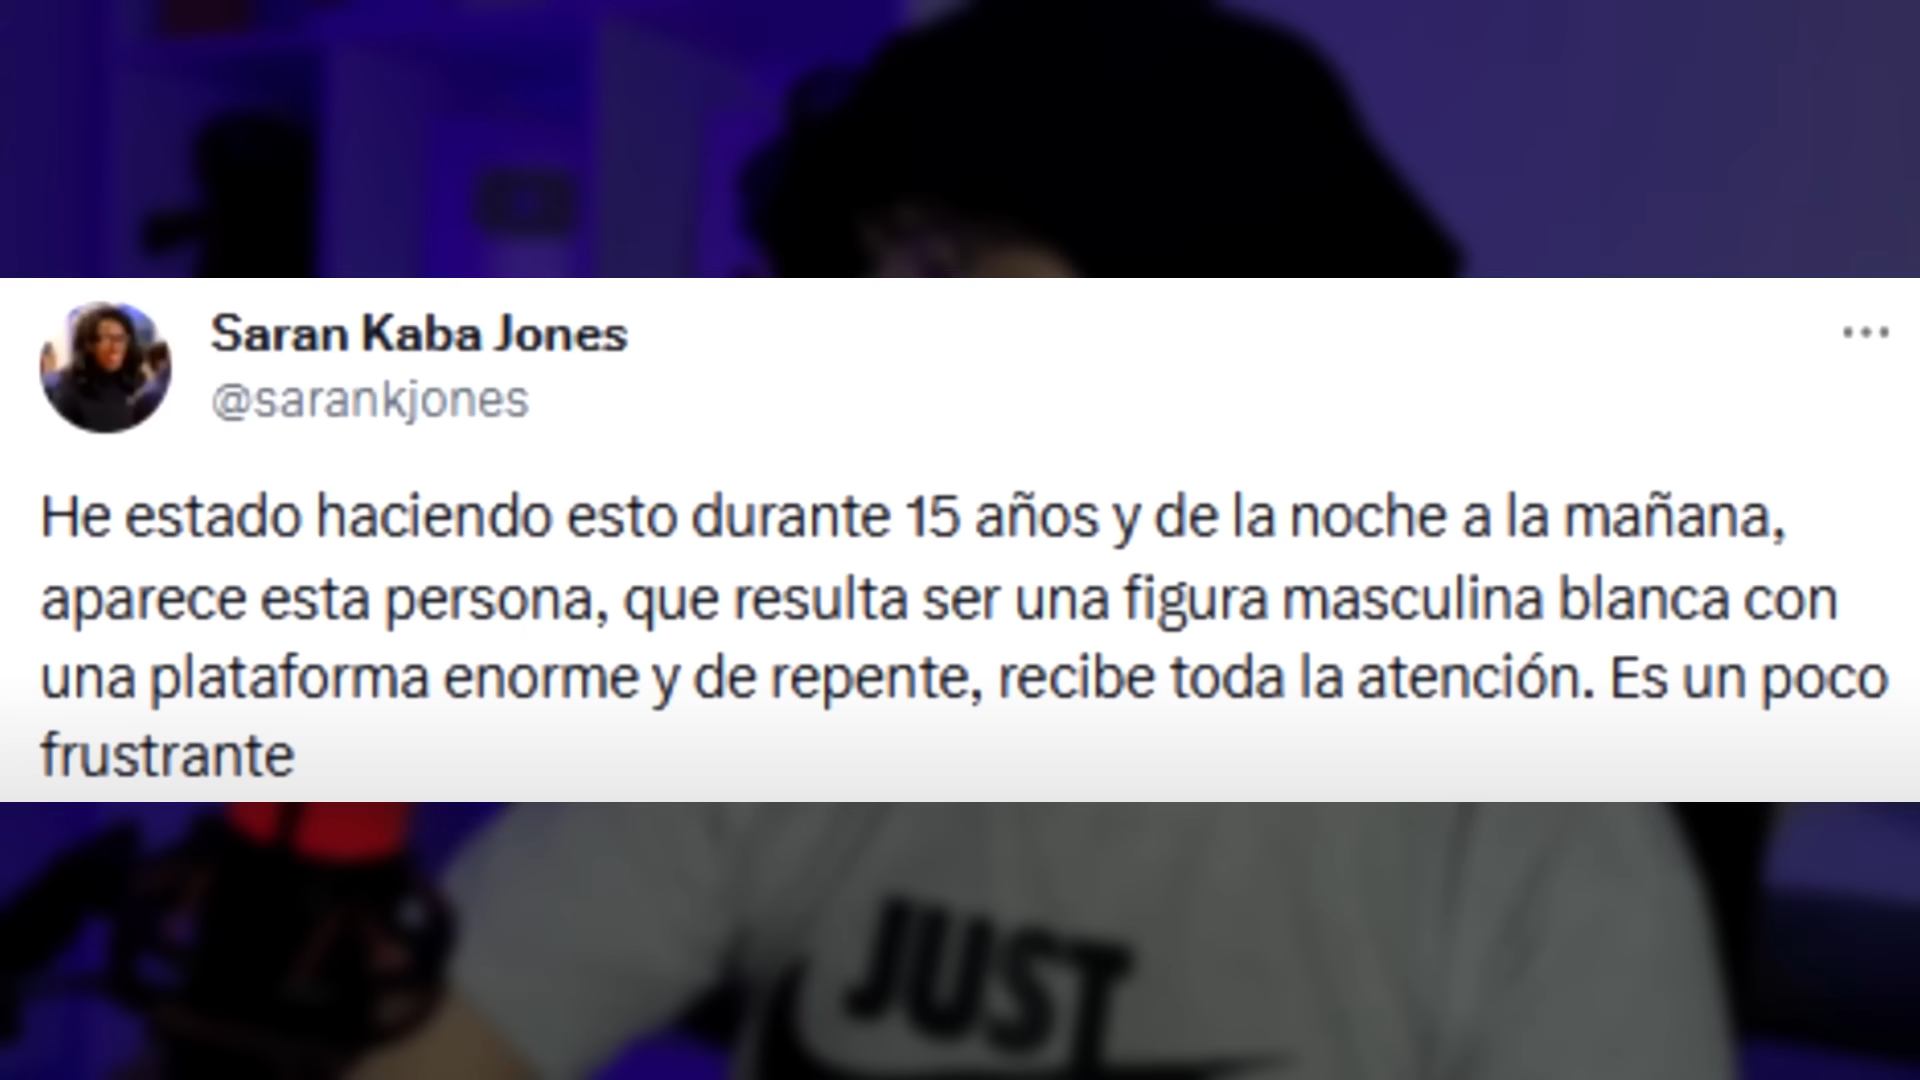 Saran Kaba Jones
@sarankjones
He estado haciendo esto durante 15 años y de la noche a la mañana,
aparece esta persona, que resulta ser una figura masculina blanca con
una plataforma enorme y de repente, recibe toda la atención. Es un poco
frustrante
JUST